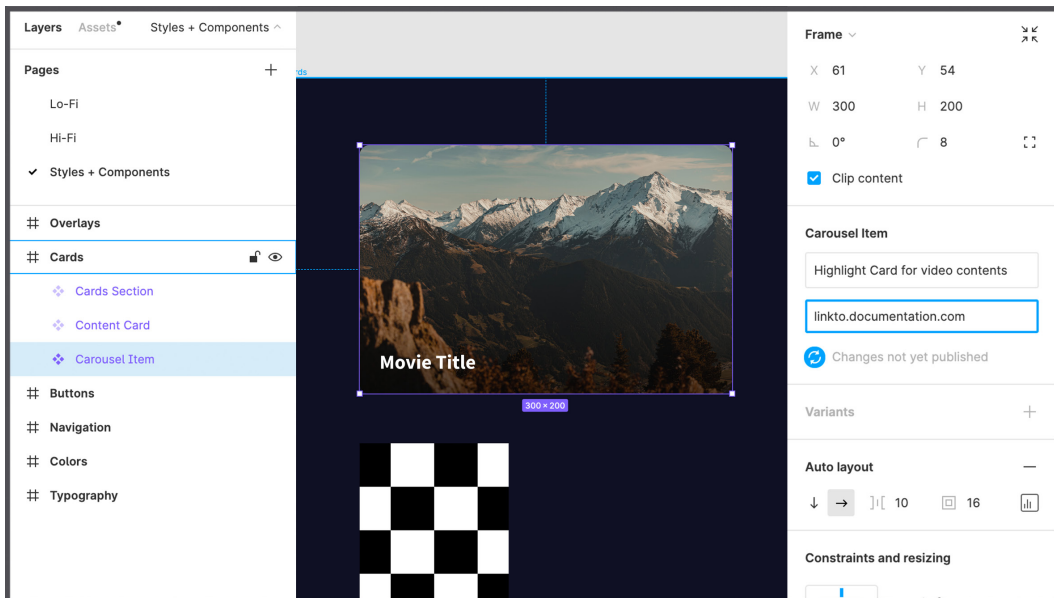 Layers Assets Styles + Components
Pages
Lo-Fi
Hi-Fi
Styles + Components
Overlays
Cards
Cards Section
Content Card
Carousel Item
Buttons
Navigation
Colors
Typography
rds
Movie Title
300 × 200
Frame
X 61 Y 54
W 300 H 200
0° 8
Clip content
Carousel Item
Highlight Card for video contents
linkto.documentation.com
Changes not yet published
Variants
Auto layout
10 16
Constraints and resizing